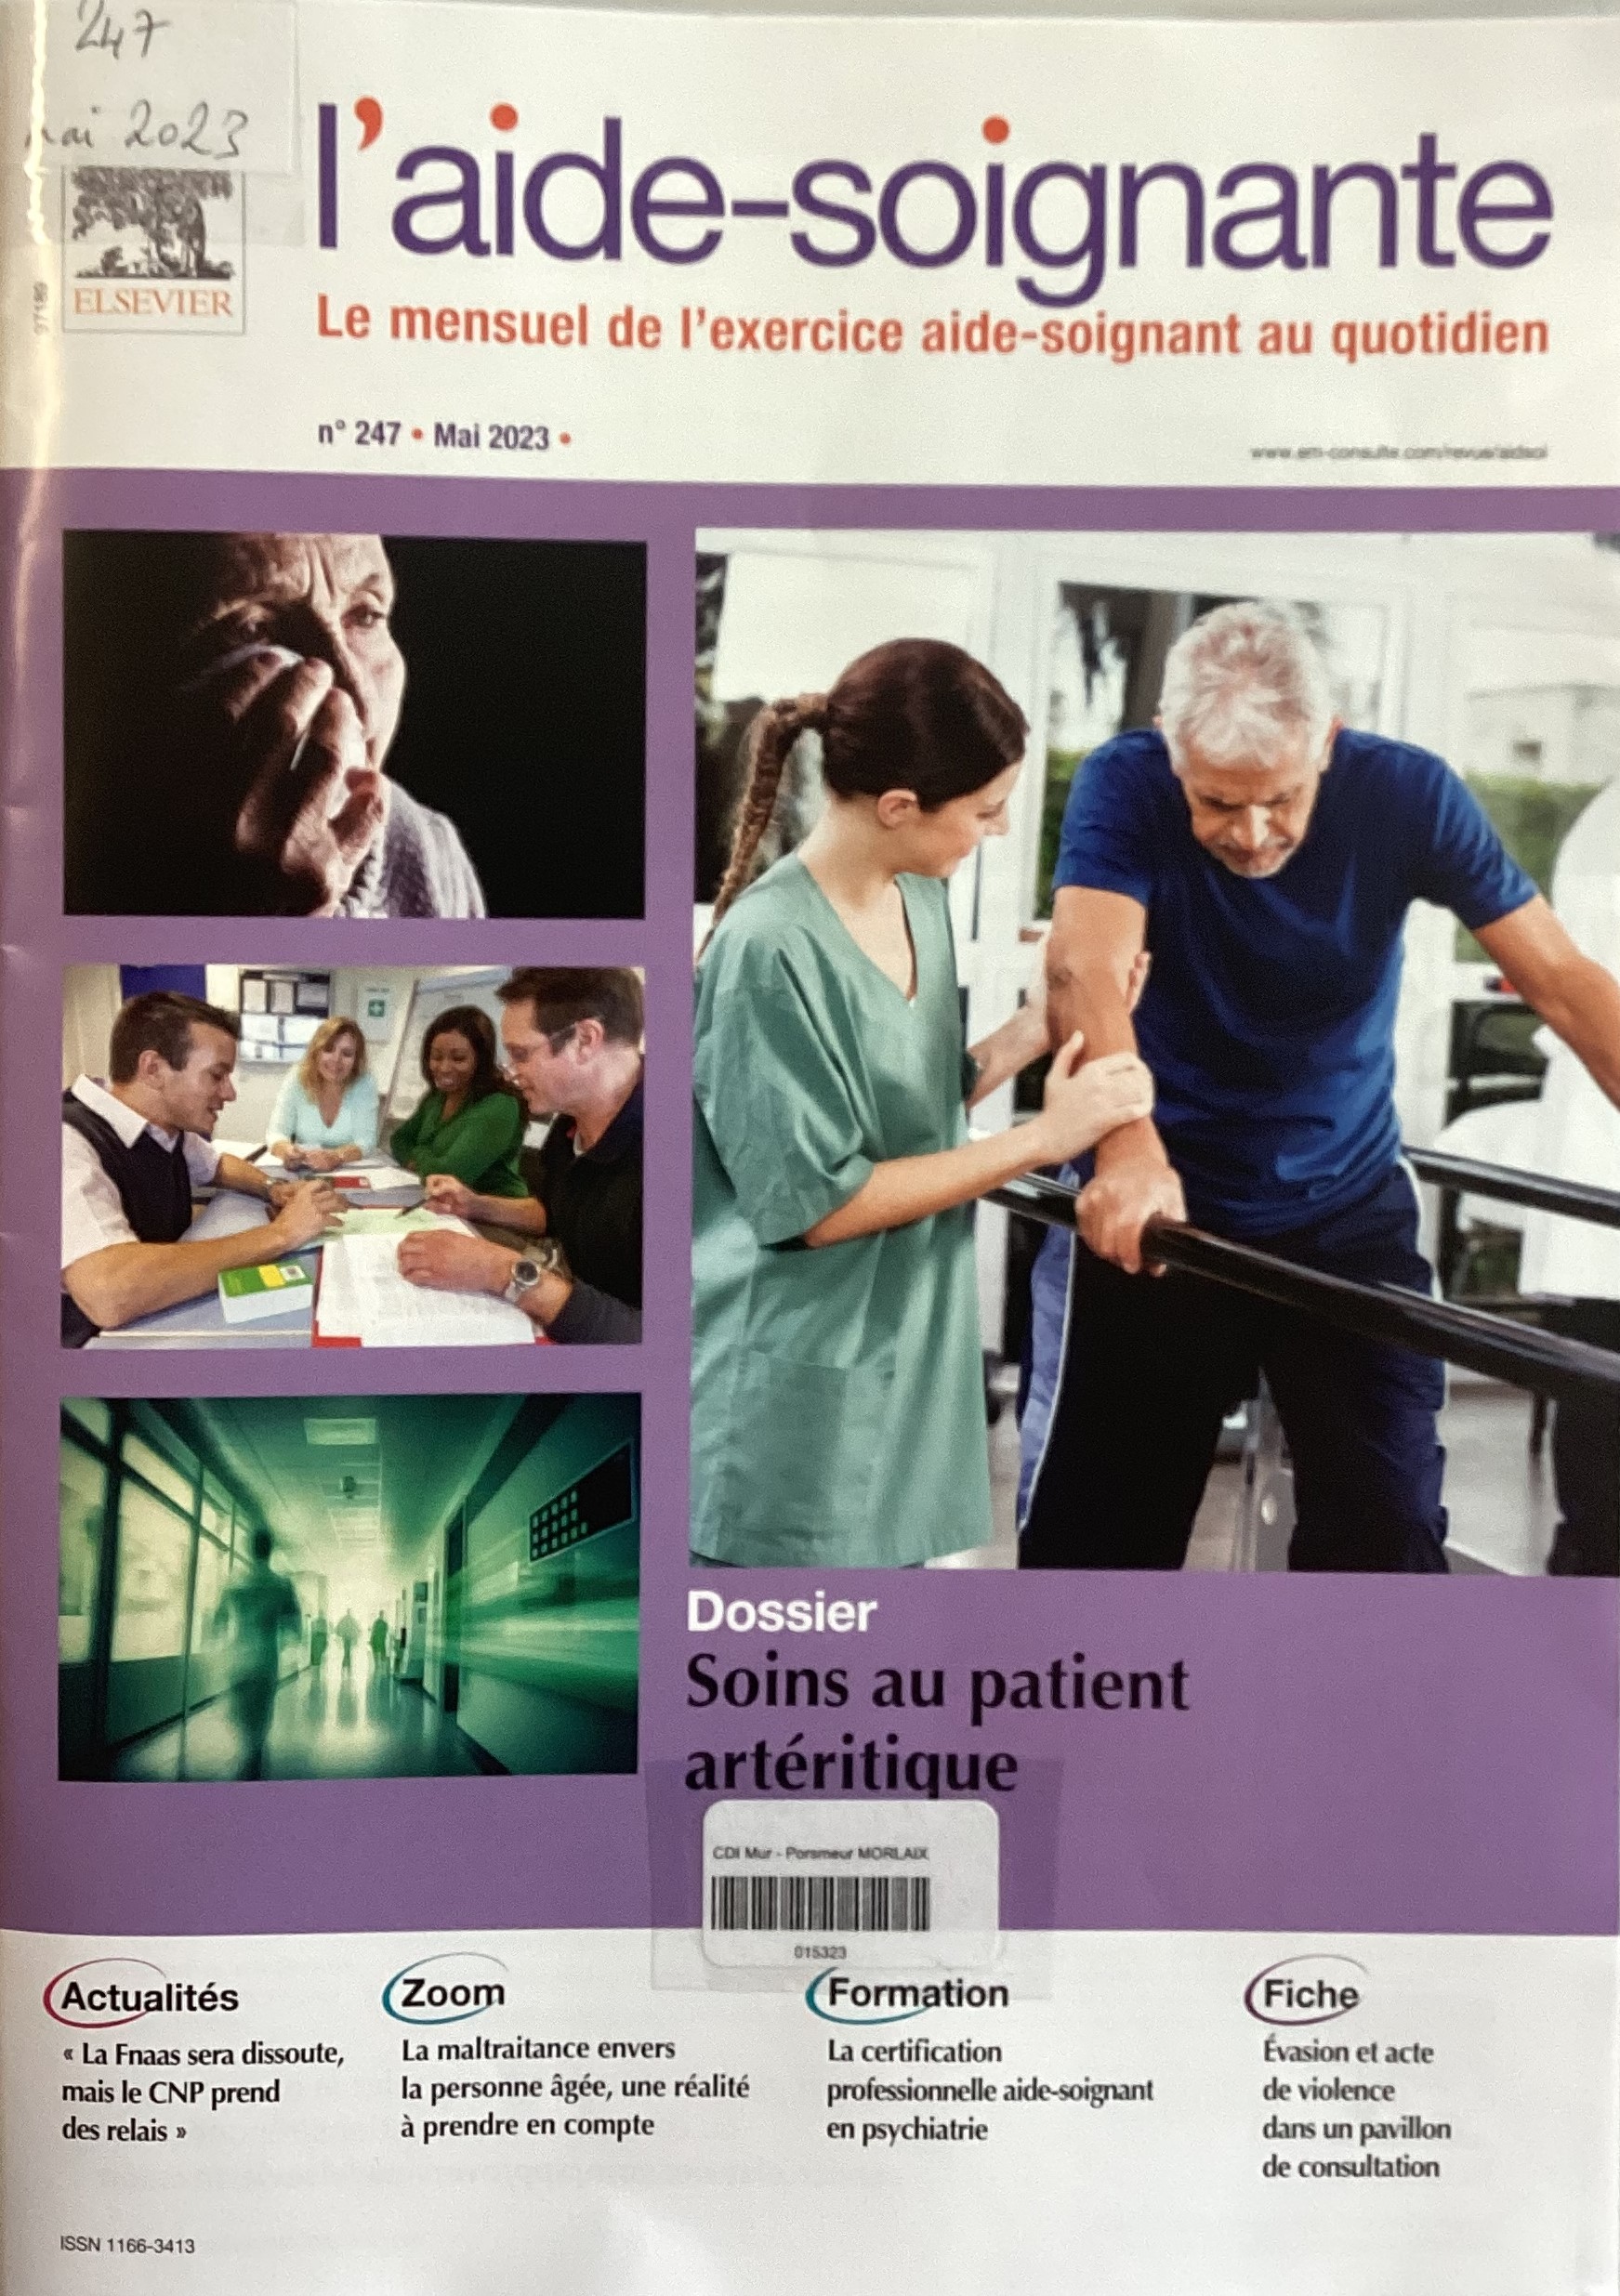 247
mai 2023
ELSEVIER
97189
l'aide-soignante
Le mensuel de l'exercice aide-soignant au quotidien
n° 247 • Mai 2023 •
www.em-consulte.com/revue/aidsoi
Dossier
Soins au patient
artéritique
CDI Mur - Porsmeur MORLAIX
015323
Actualités
« La Fnaas sera dissoute,
mais le CNP prend
des relais »
Zoom
La maltraitance envers
la personne âgée, une réalité
à prendre en compte
Formation
La certification
professionnelle aide-soignant
en psychiatrie
Fiche
Évasion et acte
de violence
dans un pavillon
de consultation
ISSN 1166-3413